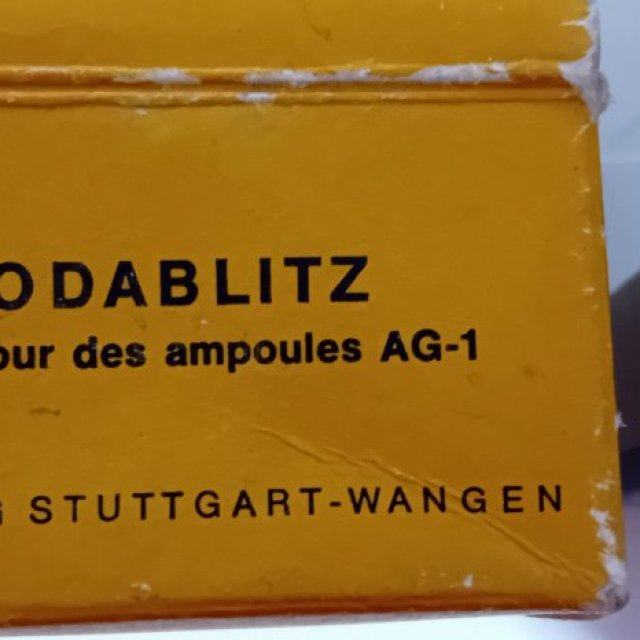 ODABLITZ
our des ampoules AG-1
G STUTTGART-WANGEN